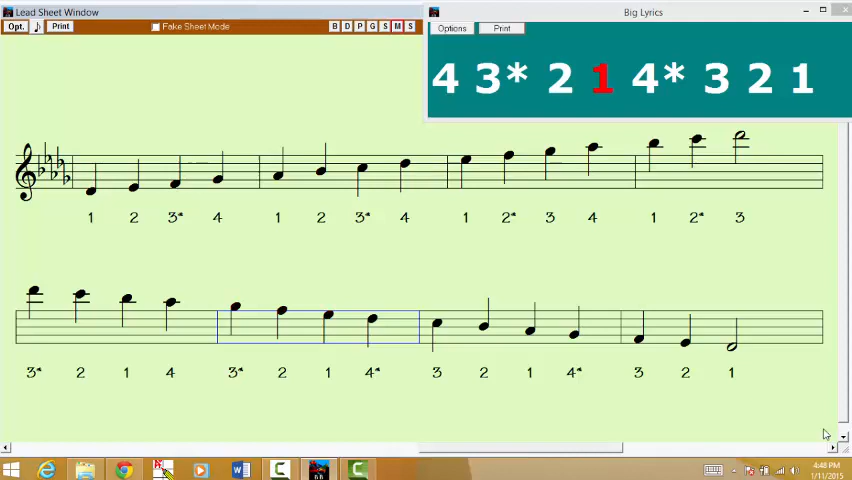 Lead Sheet Window
Big Lyrics
Opt. Print Fake Sheet Mode B D P G S M S
Options Print
4 3* 2 1 4* 3 2 1
1 2 3* 4 1 2 3* 4 1 2* 3 4 1 2* 3
3* 2 1 4 3* 2 1 4* 3 2 1 4* 3 2 1
4:48 PM
1/11/2015